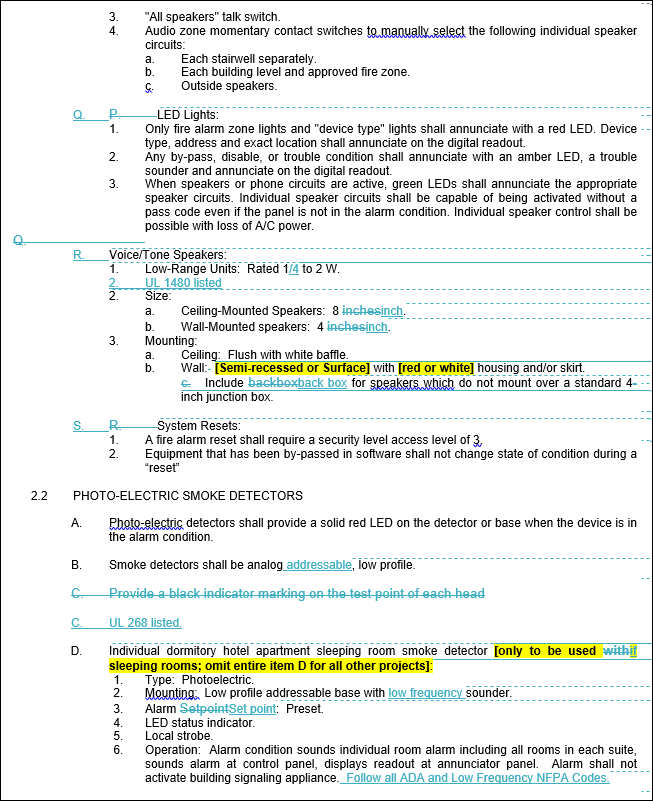 3. "All speakers" talk switch.
4. Audio zone momentary contact switches to manually select the following individual speaker
circuits:
a. Each stairwell separately.
b. Each building level and approved fire zone.
c. Outside speakers.
Q. P. LED Lights:
1. Only fire alarm zone lights and "device type" lights shall annunciate with a red LED. Device
type, address and exact location shall annunciate on the digital readout.
2. Any by-pass, disable, or trouble condition shall annunciate with an amber LED, a trouble
sounder and annunciate on the digital readout.
3. When speakers or phone circuits are active, green LEDs shall annunciate the appropriate
speaker circuits. Individual speaker circuits shall be capable of being activated without a
pass code even if the panel is not in the alarm condition. Individual speaker control shall be
possible with loss of A/C power.
Q.
R. Voice/Tone Speakers:
1. Low-Range Units: Rated 1/4 to 2 W.
2. UL 1480 listed
2. Size:
a. Ceiling-Mounted Speakers: 8 inchesinch.
b. Wall-Mounted speakers: 4 inchesinch.
3. Mounting:
a. Ceiling: Flush with white baffle.
b. Wall:- [Semi-recessed or Surface] with [red or white] housing and/or skirt.
c. Include backboxback box for speakers which do not mount over a standard 4-
inch junction box.
S. R. System Resets:
1. A fire alarm reset shall require a security level access level of 3.
2. Equipment that has been by-passed in software shall not change state of condition during a
“reset”
2.2 PHOTO-ELECTRIC SMOKE DETECTORS
A. Photo-electric detectors shall provide a solid red LED on the detector or base when the device is in
the alarm condition.
B. Smoke detectors shall be analog addressable, low profile.
C. Provide a black indicator marking on the test point of each head
C. UL 268 listed.
D. Individual dormitory hotel apartment sleeping room smoke detector [only to be used withif
sleeping rooms; omit entire item D for all other projects]:
1. Type: Photoelectric.
2. Mounting: Low profile addressable base with low frequency sounder.
3. Alarm SetpointSet point: Preset.
4. LED status indicator.
5. Local strobe.
6. Operation: Alarm condition sounds individual room alarm including all rooms in each suite,
sounds alarm at control panel, displays readout at annunciator panel. Alarm shall not
activate building signaling appliance. Follow all ADA and Low Frequency NFPA Codes.